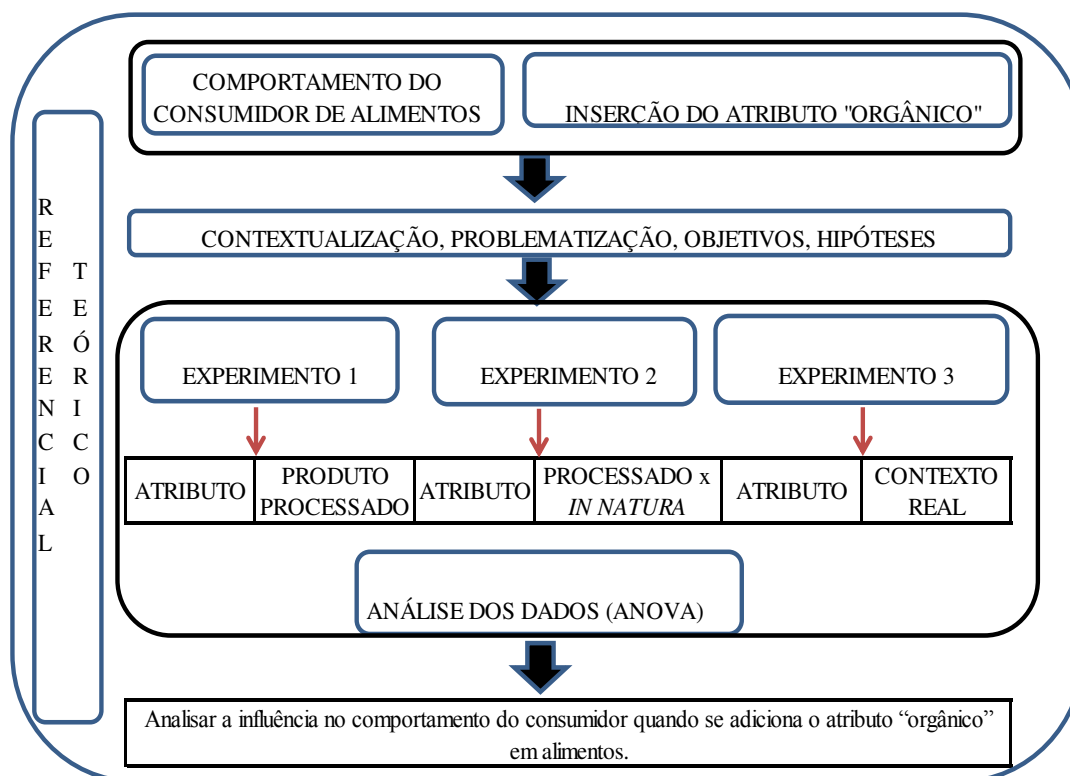 COMPORTAMENTO DO
CONSUMIDOR DE ALIMENTOS
INSERÇÃO DO ATRIBUTO "ORGÂNICO"
REFERENCIAL
TEÓRICO
CONTEXTUALIZAÇÃO, PROBLEMATIZAÇÃO, OBJETIVOS, HIPÓTESES
EXPERIMENTO 1
EXPERIMENTO 2
EXPERIMENTO 3
ATRIBUTO
PRODUTO
PROCESSADO
ATRIBUTO
PROCESSADO x
IN NATURA
ATRIBUTO
CONTEXTO
REAL
ANÁLISE DOS DADOS (ANOVA)
Analisar a influência no comportamento do consumidor quando se adiciona o atributo “orgânico”
em alimentos.